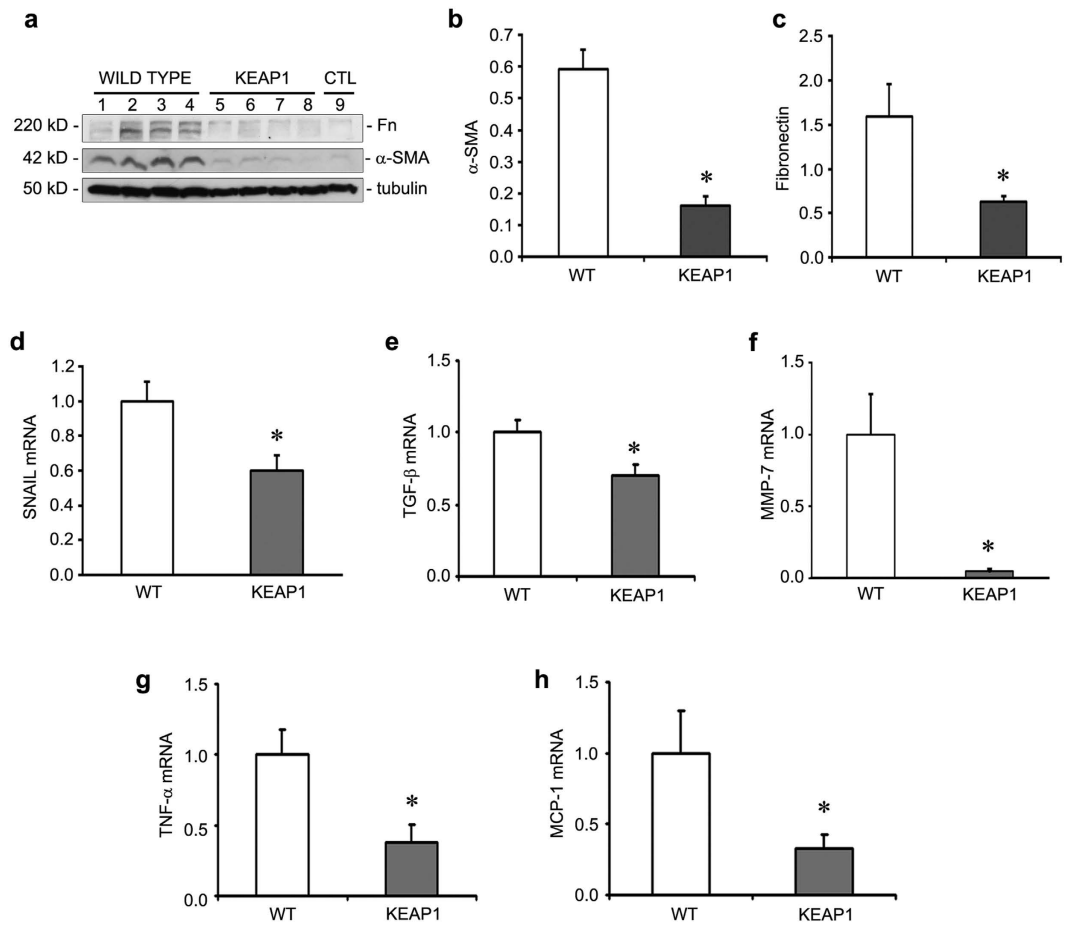 a
WILD TYPE KEAP1 CTL
1 2 3 4 5 6 7 8 9
220 kD - - Fn
42 kD - - α-SMA
50 kD - - tubulin
b
0.7
0.6
0.5
0.4
0.3
0.2
0.1
0.0
α-SMA
*
WT KEAP1
c
2.5
2.0
1.5
1.0
0.5
0.0
Fibronectin
*
WT KEAP1
d
1.2
1.0
0.8
0.6
0.4
0.2
0.0
SNAIL mRNA
*
WT KEAP1
e
1.5
1.0
0.5
0.0
TGF-β mRNA
*
WT KEAP1
f
1.5
1.0
0.5
0.0
MMP-7 mRNA
*
WT KEAP1
g
1.5
1.0
0.5
0.0
TNF-α mRNA
*
WT KEAP1
h
1.5
1.0
0.5
0.0
MCP-1 mRNA
*
WT KEAP1